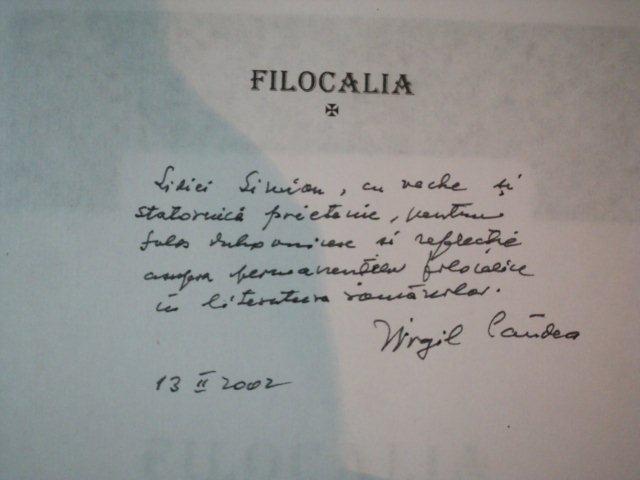 FILOCALIA
Lidiei Simion, cu veche și
statornică prietenie, pentru
folos duhovnicesc și reflecție
asupra permanenței filocalice
în literatura românilor.
Virgil Cândea
13 II 2002